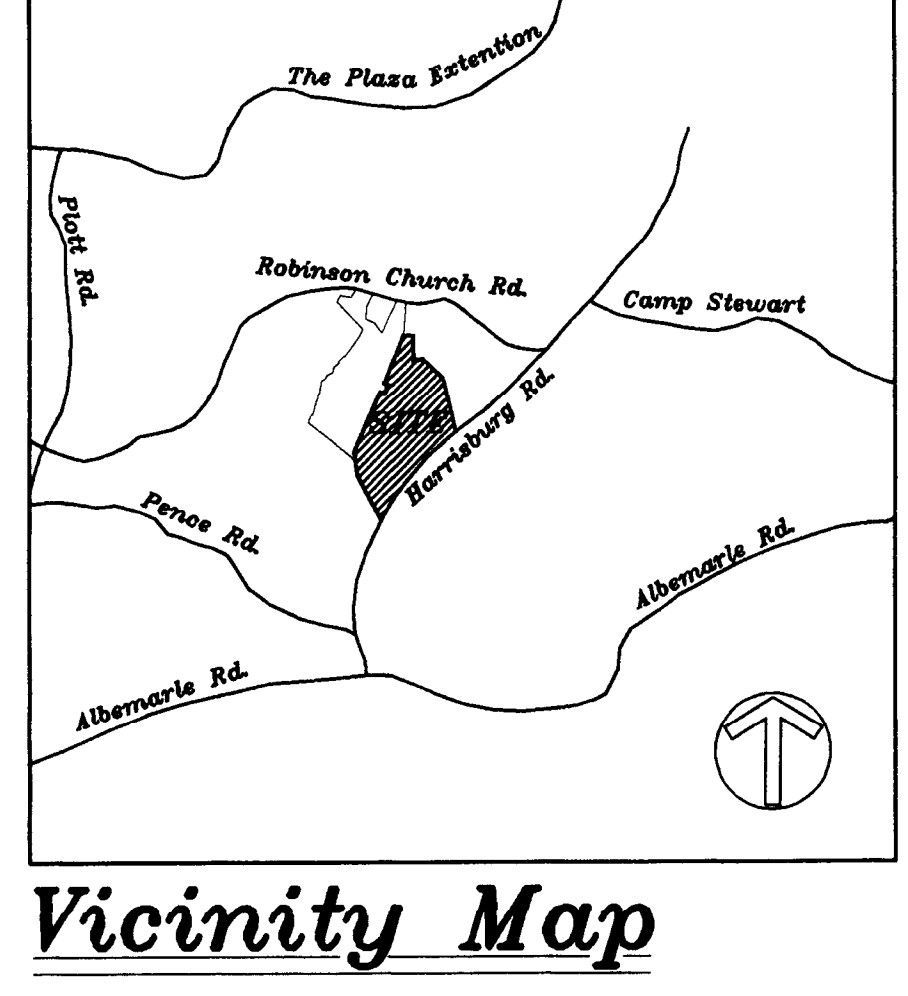 The Plaza Extention
Plott Rd.
Robinson Church Rd.
Camp Stewart
SITE
Harrisburg Rd.
Pence Rd.
Albemarle Rd.
Albemarle Rd.
Vicinity Map